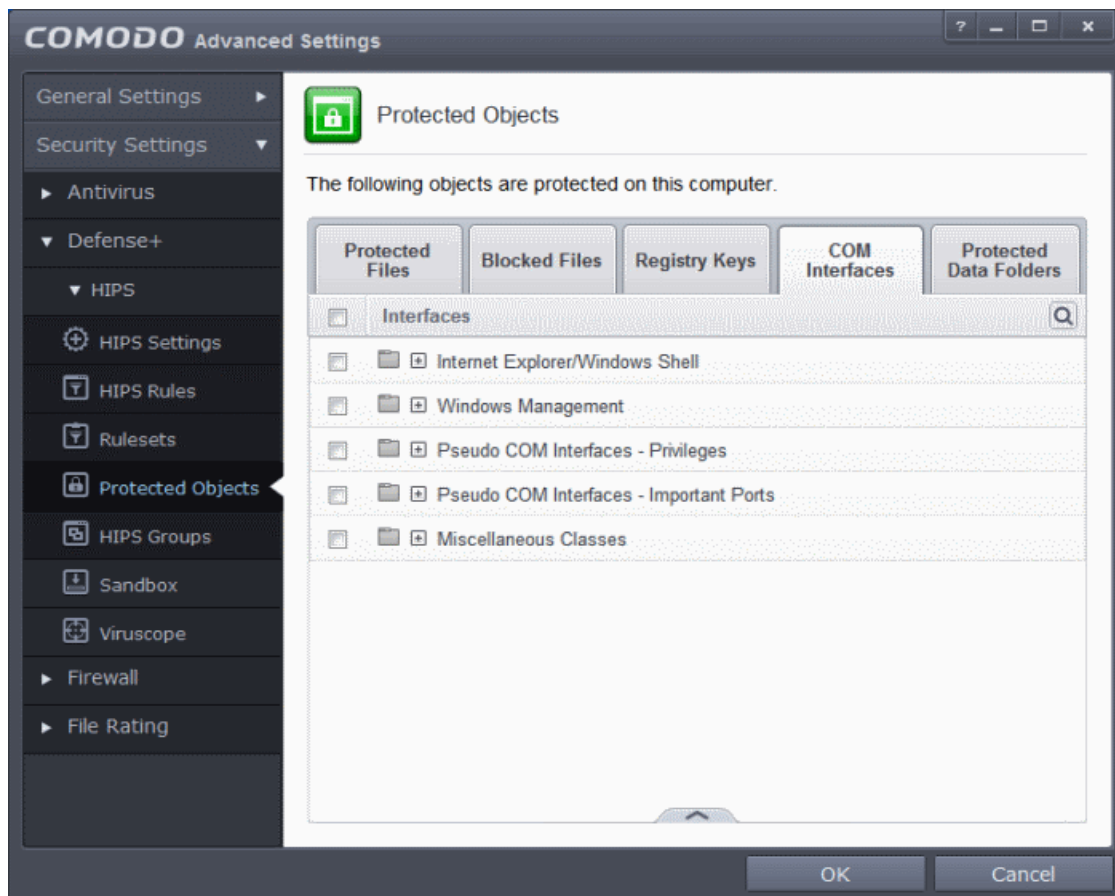 COMODO Advanced Settings
?
General Settings
Security Settings
Antivirus
Defense+
HIPS
HIPS Settings
HIPS Rules
Rulesets
Protected Objects
HIPS Groups
Sandbox
Viruscope
Firewall
File Rating
Protected Objects
The following objects are protected on this computer.
Protected
Files
Blocked Files
Registry Keys
COM
Interfaces
Protected
Data Folders
Interfaces
Internet Explorer/Windows Shell
Windows Management
Pseudo COM Interfaces - Privileges
Pseudo COM Interfaces - Important Ports
Miscellaneous Classes
OK
Cancel